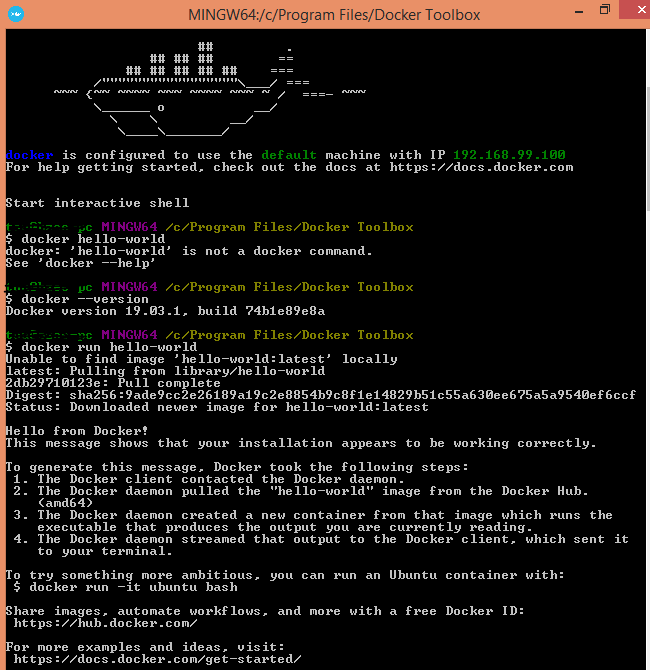 MINGW64:/c/Program Files/Docker Toolbox
##         .
## ## ##        ==
## ## ## ## ##    ===
/"""""""""""""""""\___/ ===
~~~ {~~ ~~~~ ~~~ ~~~~ ~~~ ~ /  ===- ~~~
\______ o           __/
\    \         __/
\____\_______/
docker is configured to use the default machine with IP 192.168.99.100
For help getting started, check out the docs at https://docs.docker.com
Start interactive shell
pc MINGW64 /c/Program Files/Docker Toolbox
$ docker hello-world
docker: 'hello-world' is not a docker command.
See 'docker --help'
pc MINGW64 /c/Program Files/Docker Toolbox
$ docker --version
Docker version 19.03.1, build 74b1e89e8a
pc MINGW64 /c/Program Files/Docker Toolbox
$ docker run hello-world
Unable to find image 'hello-world:latest' locally
latest: Pulling from library/hello-world
2db29710123e: Pull complete
Digest: sha256:9ade9cc2e26189a19c2e8854b9c8f1e14829b51c55a630ee675a5a9540ef6ccf
Status: Downloaded newer image for hello-world:latest
Hello from Docker!
This message shows that your installation appears to be working correctly.
To generate this message, Docker took the following steps:
1. The Docker client contacted the Docker daemon.
2. The Docker daemon pulled the "hello-world" image from the Docker Hub.
(amd64)
3. The Docker daemon created a new container from that image which runs the
executable that produces the output you are currently reading.
4. The Docker daemon streamed that output to the Docker client, which sent it
to your terminal.
To try something more ambitious, you can run an Ubuntu container with:
$ docker run -it ubuntu bash
Share images, automate workflows, and more with a free Docker ID:
https://hub.docker.com/
For more examples and ideas, visit:
https://docs.docker.com/get-started/